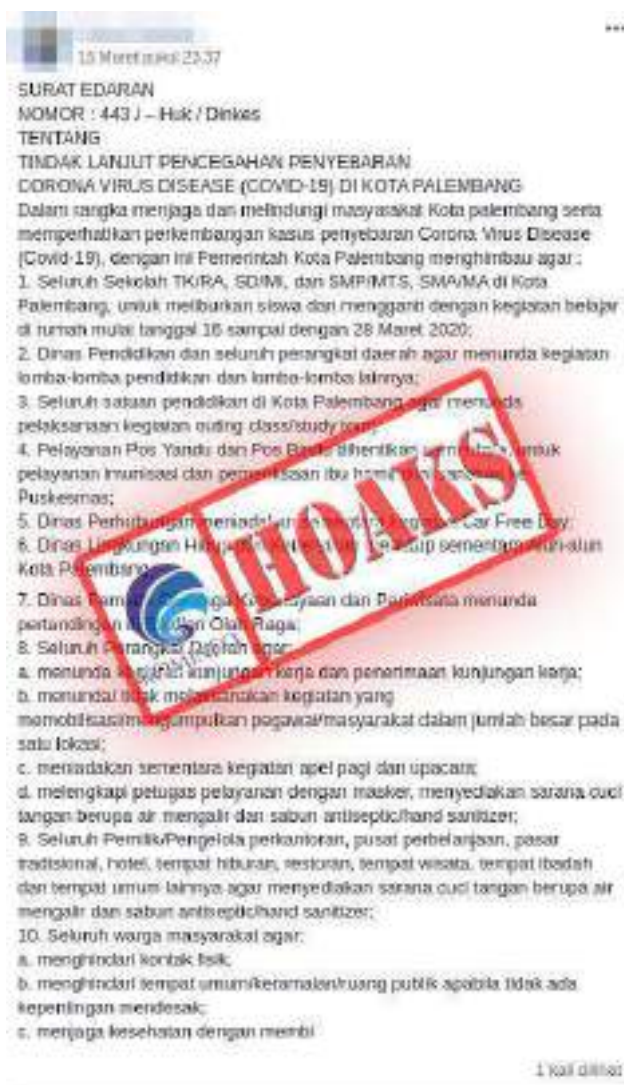 15 Maret pukul 23.37
SURAT EDARAN
NOMOR : 443 J – Huk / Dinkes
TENTANG
TINDAK LANJUT PENCEGAHAN PENYEBARAN
CORONA VIRUS DISEASE (COVID-19) DI KOTA PALEMBANG
Dalam rangka menjaga dan melindungi masyarakat Kota palembang serta
memperhatikan perkembangan kasus penyebaran Corona Virus Disease
(Covid-19), dengan ini Pemerintah Kota Palembang menghimbau agar :
1. Seluruh Sekolah TK/RA, SD/MI, dan SMP/MTS, SMA/MA di Kota
Palembang, untuk meliburkan siswa dan mengganti dengan kegiatan belajar
di rumah mulai tanggal 16 sampai dengan 28 Maret 2020;
2. Dinas Pendidikan dan seluruh perangkat daerah agar menunda kegiatan
lomba-lomba pendidikan dan lomba-lomba lainnya;
3. Seluruh satuan pendidikan di Kota Palembang agar menunda
pelaksanaan kegiatan outing class/study tour;
4. Pelayanan Pos Yandu dan Pos dihentikan untuk
pelayanan imunisasi dan pemeriksaan ibu hamil
Puskesmas;
5. Dinas Perhubungan meniadakan kegiatan Car Free Day;
6. Dinas Lingkungan sementara Alun-alun
Kota Palembang
7. Dinas dan Pariwisata menunda
pertandingan Olah Raga;
8. Seluruh Perangkat Daerah agar:
a. menunda kegiatan kunjungan kerja dan penerimaan kunjungan kerja;
b. menunda/ tidak melaksanakan kegiatan yang
memobilisasi/mengumpulkan pegawai/masyarakat dalam jumlah besar pada
satu lokasi;
c. meniadakan sementara kegiatan apel pagi dan upacara;
d. melengkapi petugas pelayanan dengan masker, menyediakan sarana cuci
tangan berupa air mengalir dan sabun antiseptic/hand sanitizer;
9. Seluruh Pemilik/Pengelola perkantoran, pusat perbelanjaan, pasar
tradisional, hotel, tempat hiburan, restoran, tempat wisata, tempat ibadah
dan tempat umum lainnya agar menyediakan sarana cuci tangan berupa air
mengalir dan sabun antiseptic/hand sanitizer;
10. Seluruh warga masyarakat agar:
a. menghindari kontak fisik;
b. menghindari tempat umum/keramaian/ruang publik apabila tidak ada
kepentingan mendesak;
c. menjaga kesehatan dengan membi
1 kali dilihat
HOAKS
KOMINFO